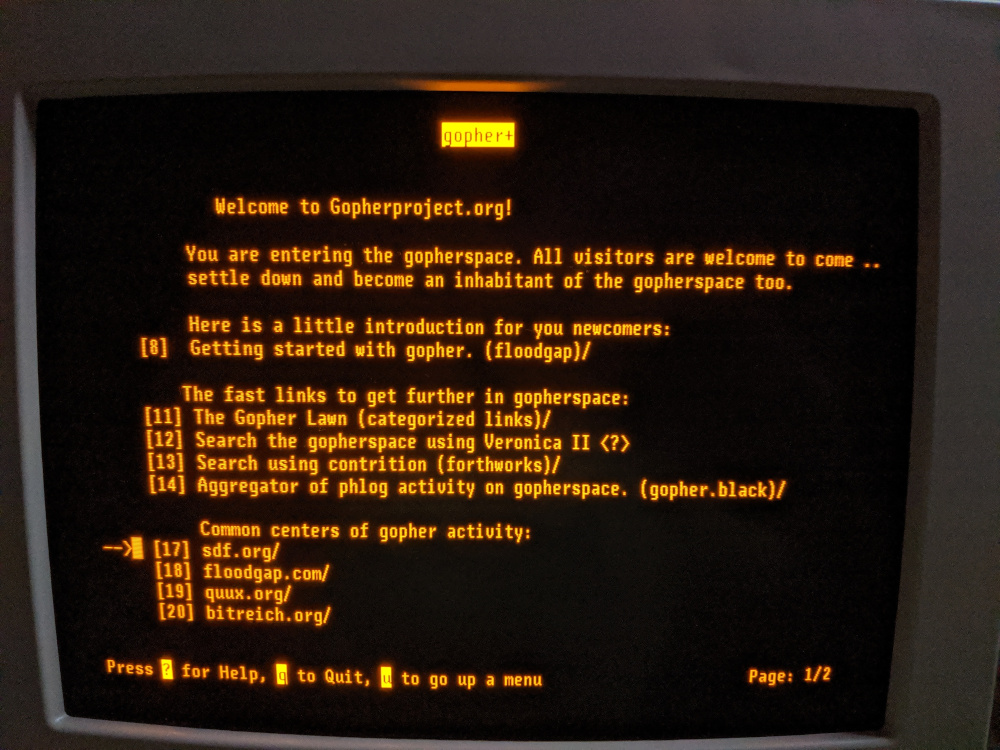 gopher+
Welcome to Gopherproject.org!
You are entering the gopherspace. All visitors are welcome to come ..
settle down and become an inhabitant of the gopherspace too.
Here is a little introduction for you newcomers:
[8] Getting started with gopher. (floodgap)/
The fast links to get further in gopherspace:
[11] The Gopher Lawn (categorized links)/
[12] Search the gopherspace using Veronica II <?>
[13] Search using contrition (forthworks)/
[14] Aggregator of phlog activity on gopherspace. (gopher.black)/
Common centers of gopher activity:
--> [17] sdf.org/
[18] floodgap.com/
[19] quux.org/
[20] bitreich.org/
Press ? for Help, q to Quit, u to go up a menu Page: 1/2